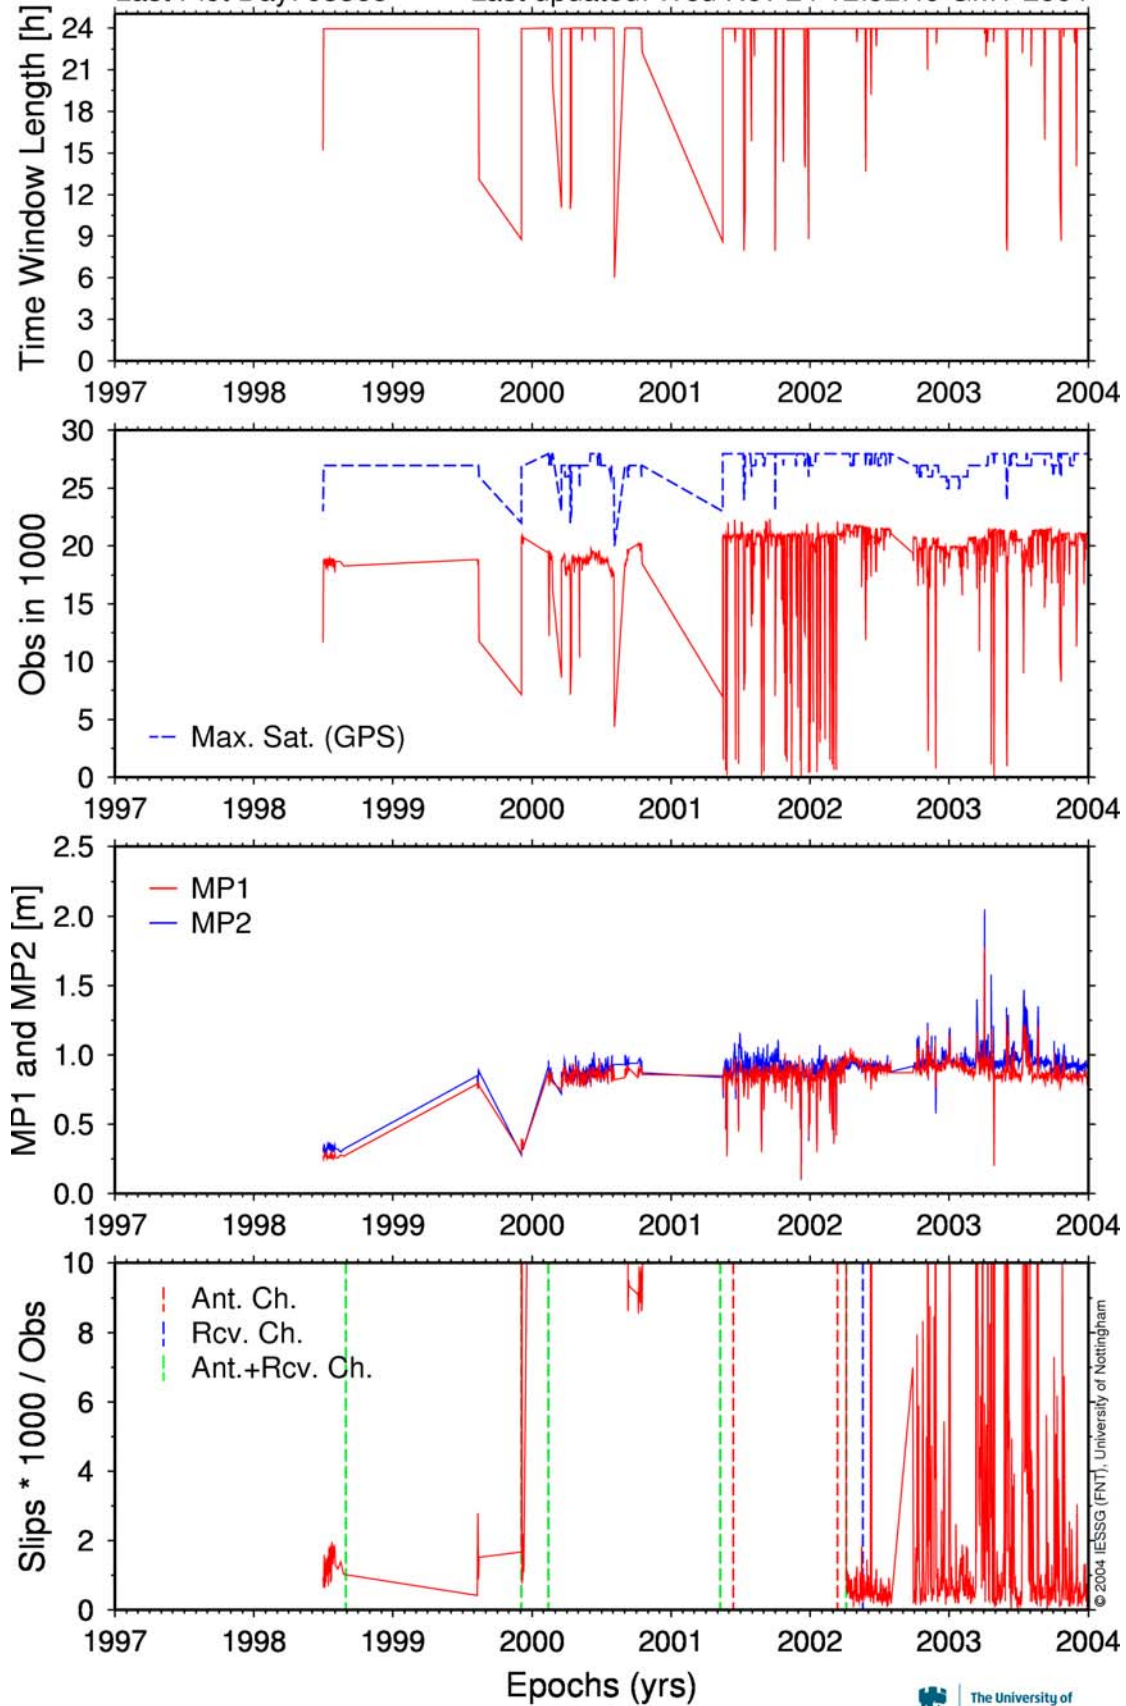 24
21
18
15
12
9
6
3
0
Time Window Length [h]
1997 1998 1999 2000 2001 2002 2003 2004
30
25
20
15
10
5
0
Obs in 1000
Max. Sat. (GPS)
1997 1998 1999 2000 2001 2002 2003 2004
2.5
2.0
1.5
1.0
0.5
0.0
MP1 and MP2 [m]
MP1
MP2
1997 1998 1999 2000 2001 2002 2003 2004
10
8
6
4
2
0
Slips * 1000 / Obs
Ant. Ch.
Rcv. Ch.
Ant.+Rcv. Ch.
© 2004 IESSG (FNT), University of Nottingham
1997 1998 1999 2000 2001 2002 2003 2004
Epochs (yrs)
The University of